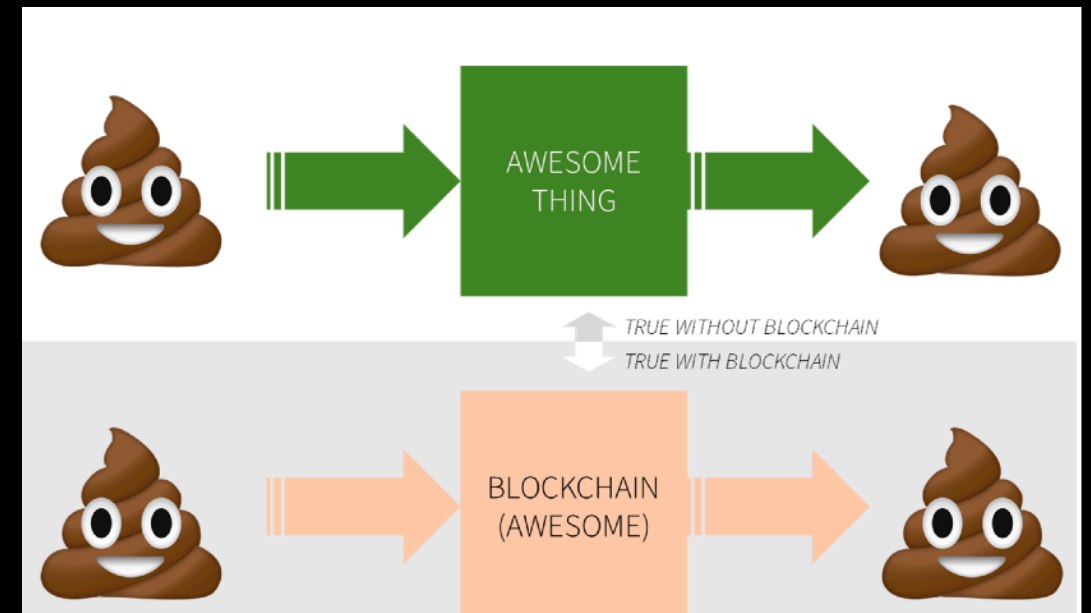 AWESOME
THING
TRUE WITHOUT BLOCKCHAIN
TRUE WITH BLOCKCHAIN
BLOCKCHAIN
(AWESOME)